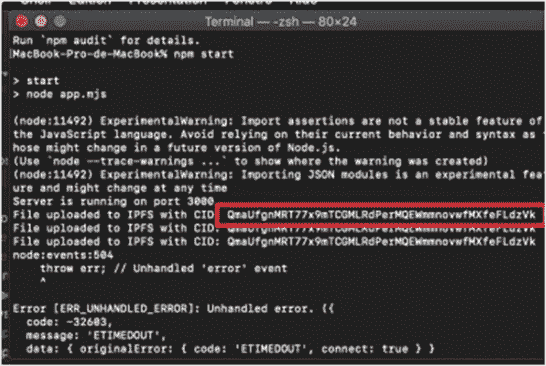 Terminal — -zsh — 80×24
Run `npm audit` for details.
MacBook-Pro-de-MacBook% npm start
> start
> node app.mjs
(node:11492) ExperimentalWarning: Import assertions are not a stable feature of
the JavaScript language. Avoid relying on their current behavior and syntax as
hose might change in a future version of Node.js.
(Use `node --trace-warnings ...` to show where the warning was created)
(node:11492) ExperimentalWarning: Importing JSON modules is an experimental feat
ure and might change at any time
Server is running on port 3000
File uploaded to IPFS with CID: QmaUfgnMRT77x9mTCGMLRdPerMQEWmmnovwfMXfeFLdzVk
File uploaded to IPFS with CID: QmaUfgnMRT77x9mTCGMLRdPerMQEWmmnovwfMXfeFLdzVk
File uploaded to IPFS with CID: QmaUfgnMRT77x9mTCGMLRdPerMQEWmmnovwfMXfeFLdzVk
node:events:504
throw err; // Unhandled 'error' event
^
Error [ERR_UNHANDLED_ERROR]: Unhandled error. ({
code: -32603,
message: 'ETIMEDOUT',
data: { originalError: { code: 'ETIMEDOUT', connect: true } }